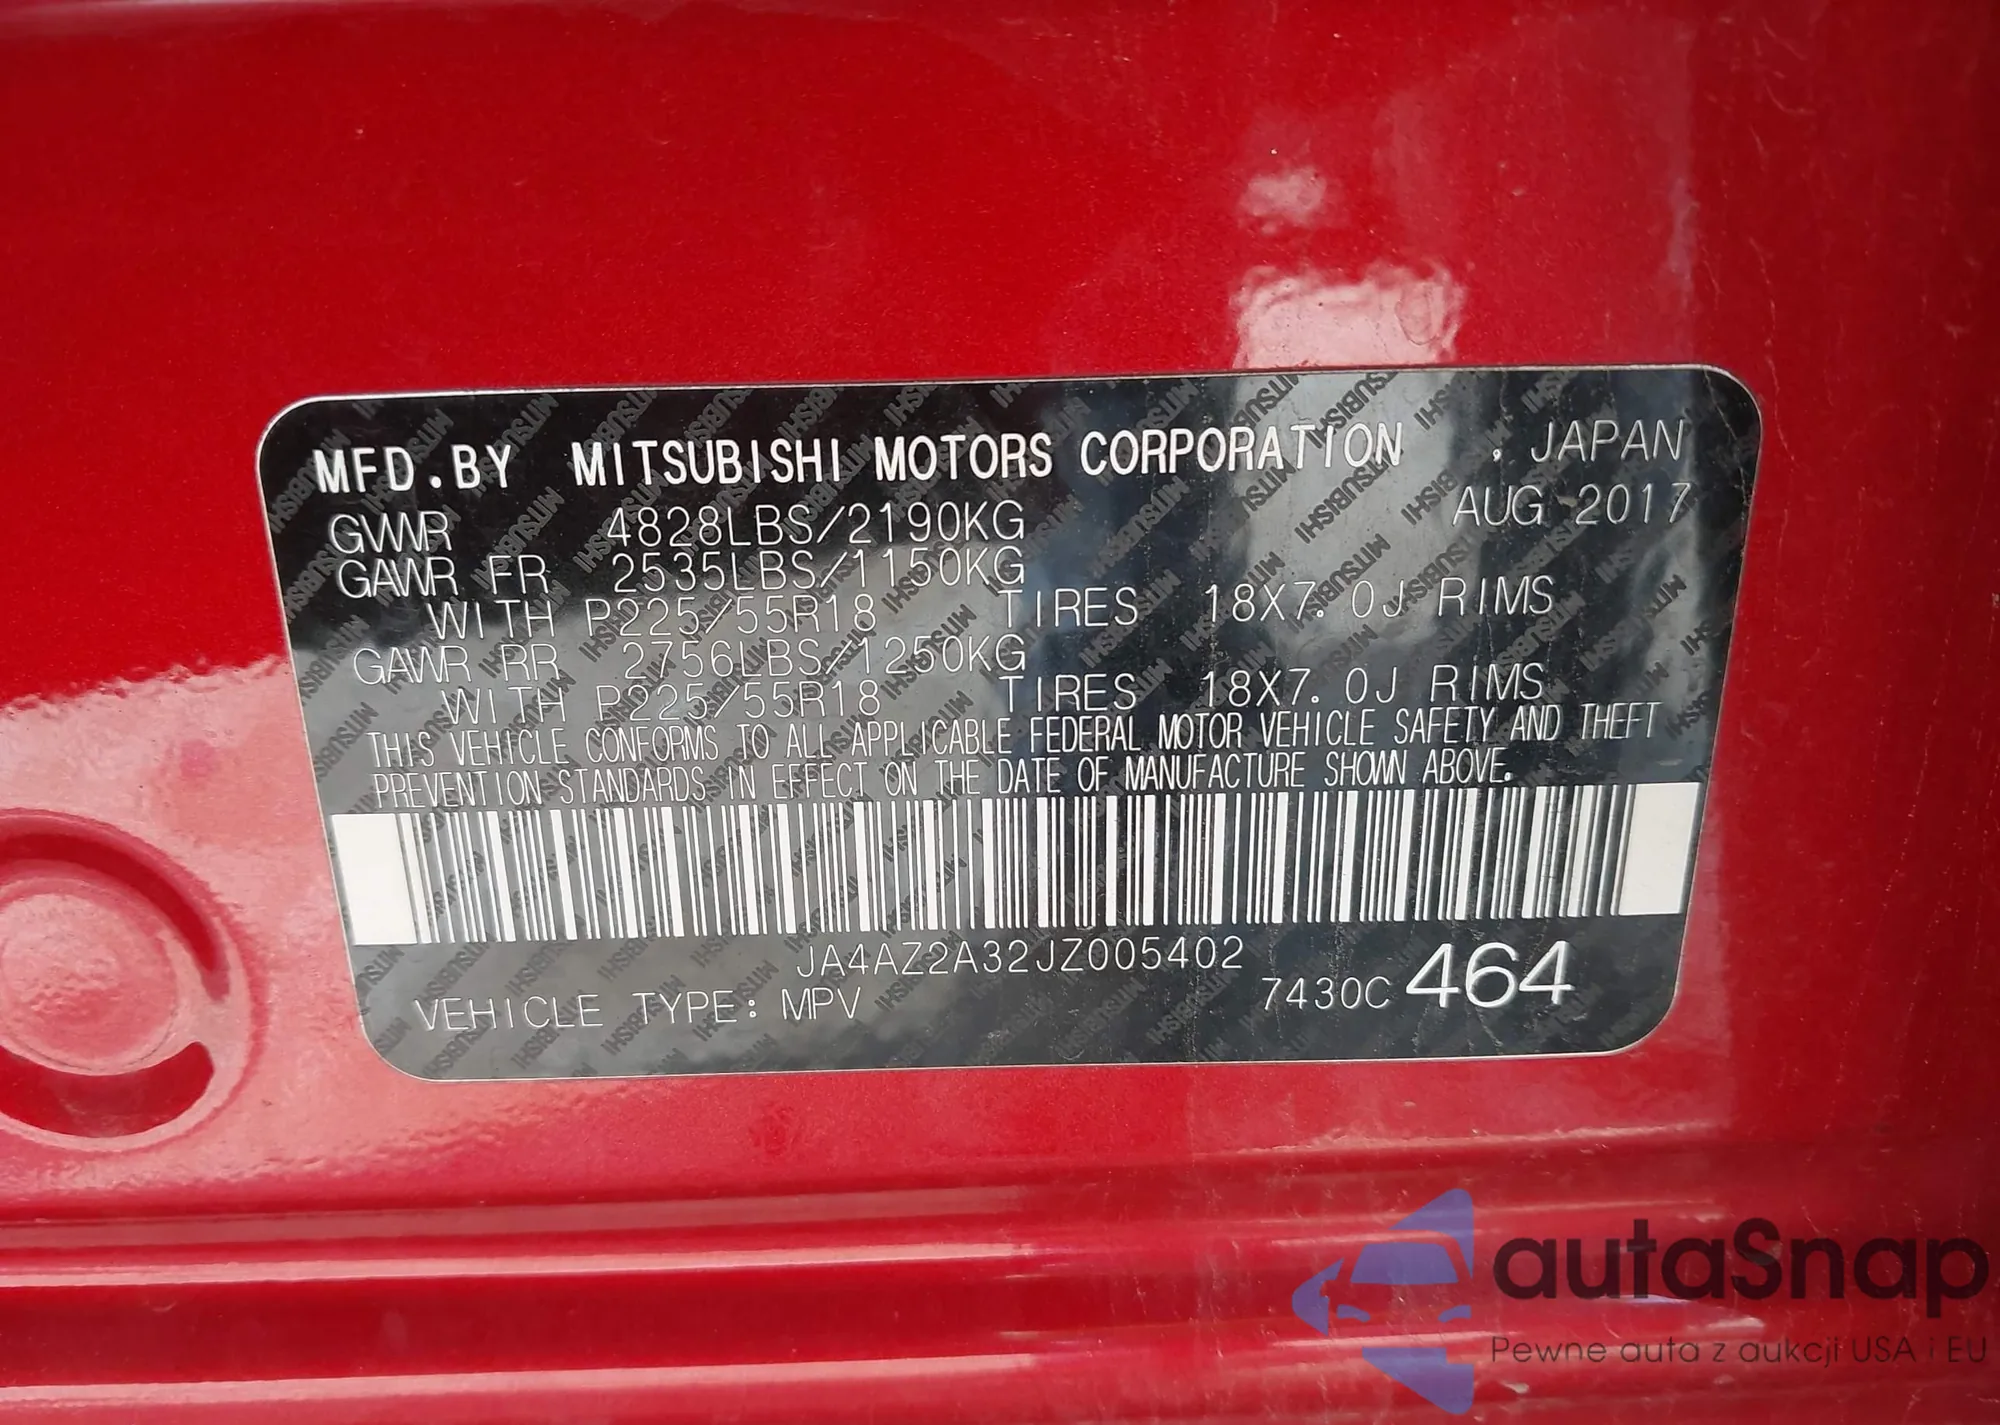 MFD.BY MITSUBISHI MOTORS CORPORATION , JAPAN
AUG 2017
GVWR 4828LBS/2190KG
GAWR FR 2535LBS/1150KG
WITH P225/55R18 TIRES 18X7.0J RIMS
GAWR RR 2756LBS/1250KG
WITH P225/55R18 TIRES 18X7.0J RIMS
THIS VEHICLE CONFORMS TO ALL APPLICABLE FEDERAL MOTOR VEHICLE SAFETY AND THEFT
PREVENTION STANDARDS IN EFFECT ON THE DATE OF MANUFACTURE SHOWN ABOVE.
JA4AZ2A32JZ005402
VEHICLE TYPE: MPV 7430C 464
autaSnap
Pewne auta z aukcji USA i EU